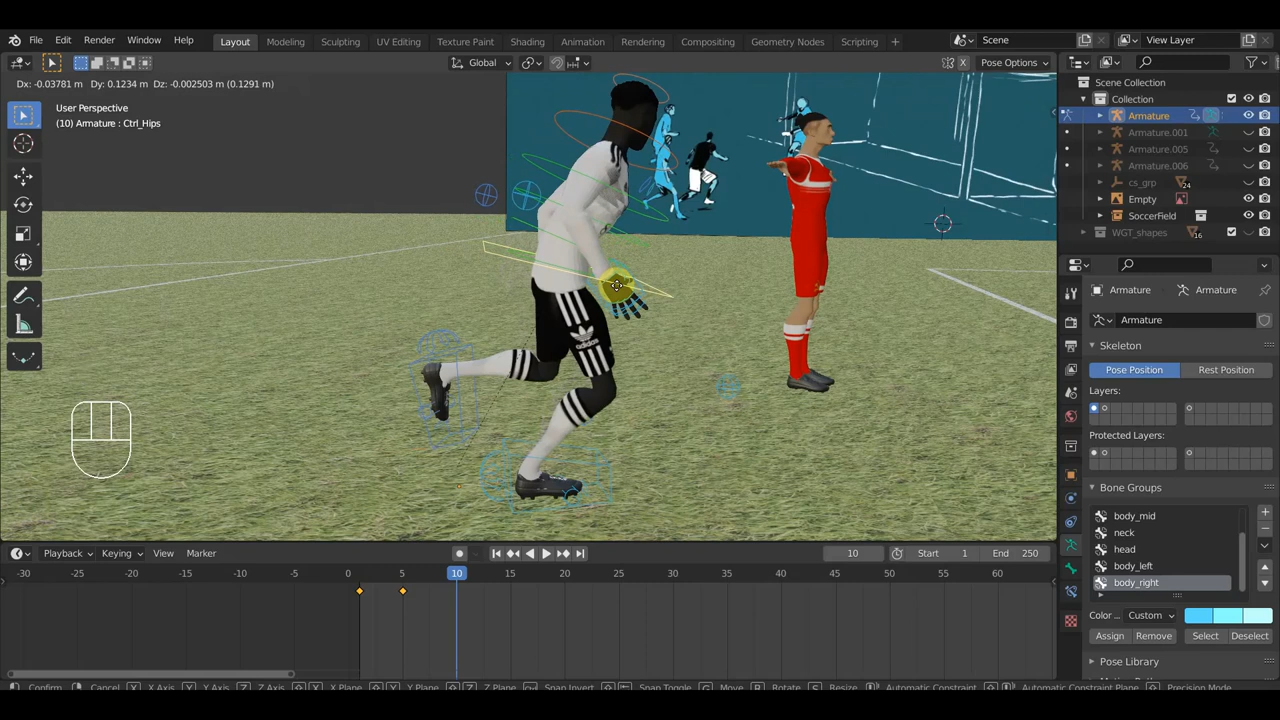 File Edit Render Window Help Layout Modeling Sculpting UV Editing Texture Paint Shading Animation Rendering Compositing Geometry Nodes Scripting + Scene View Layer
Global Pose Options X
Dx: -0.03781 m Dy: 0.1234 m Dz: -0.002503 m (0.1291 m)
User Perspective
(10) Armature : Ctrl_Hips
Scene Collection
Collection
Armature
Armature.001
Armature.005
Armature.006
cs_grp 24
Empty
SoccerField
WGT_shapes 16
Armature Armature
Armature
Skeleton
Pose Position Rest Position
Layers:
Protected Layers:
Bone Groups
body_mid
neck
head
body_left
body_right
Color ... Custom
Assign Remove Select Deselect
Pose Library
adidas
Playback Keying View Marker 10 Start 1 End 250
-30 -25 -20 -15 -10 -5 0 5 10 15 20 25 30 35 40 45 50 55 60
Confirm Cancel X X Axis Y Y Axis Z Z Axis X X Plane Y Y Plane Z Z Plane Snap Invert Snap Toggle G Move R Rotate S Resize Automatic Constraint Automatic Constraint Plane Precision Mode